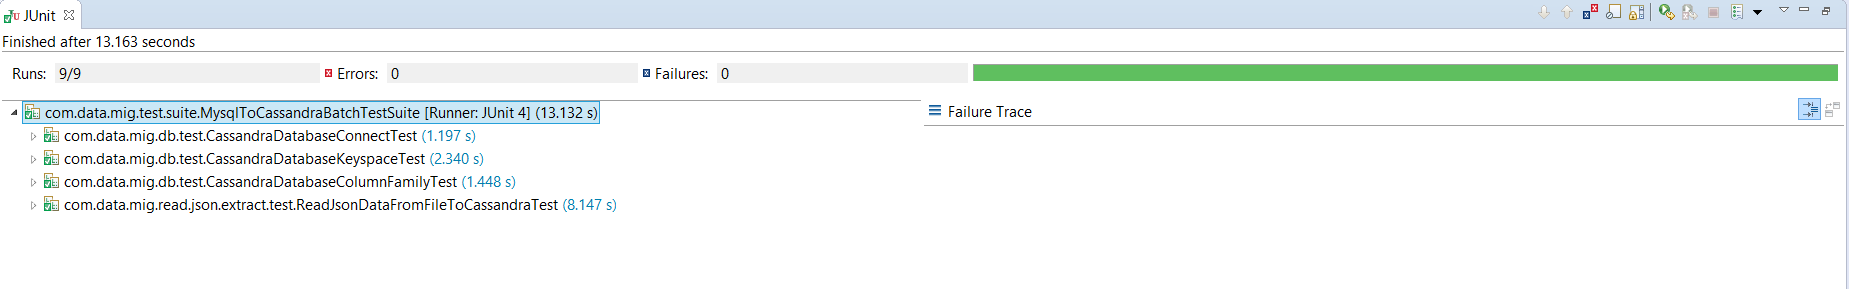 JUnit
Finished after 13.163 seconds
Runs: 9/9 Errors: 0 Failures: 0
com.data.mig.test.suite.MysqlToCassandraBatchTestSuite [Runner: JUnit 4] (13.132 s)
com.data.mig.db.test.CassandraDatabaseConnectTest (1.197 s)
com.data.mig.db.test.CassandraDatabaseKeyspaceTest (2.340 s)
com.data.mig.db.test.CassandraDatabaseColumnFamilyTest (1.448 s)
com.data.mig.read.json.extract.test.ReadJsonDataFromFileToCassandraTest (8.147 s)
Failure Trace